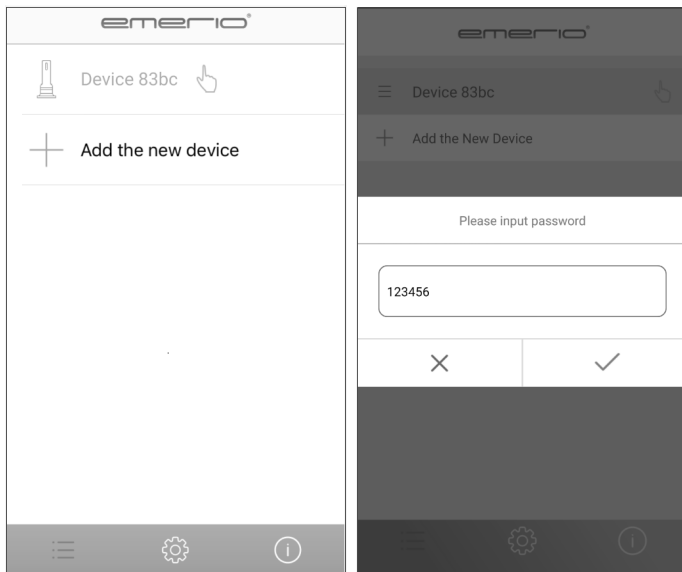 emerio®
Device 83bc
Add the new device
emerio®
Device 83bc
Add the New Device
Please input password
123456